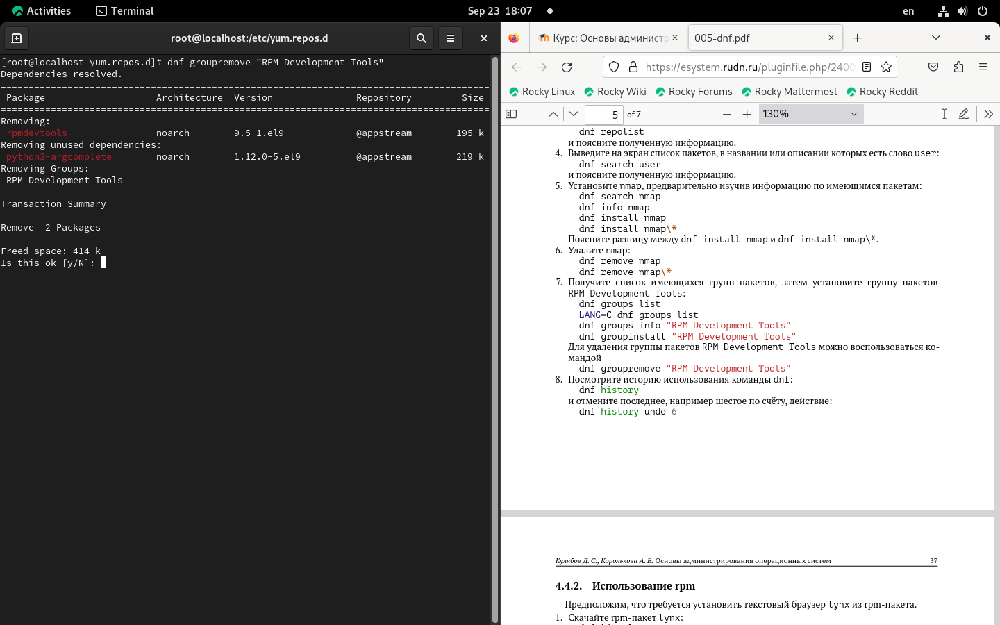 Activities
Terminal
Sep 23 18:07
en
root@localhost:/etc/yum.repos.d
[root@localhost yum.repos.d]# dnf groupremove "RPM Development Tools"
Dependencies resolved.
================================================================================
Package Architecture Version Repository Size
================================================================================
Removing:
rpmdevtools noarch 9.5-1.el9 @appstream 195 k
Removing unused dependencies:
python3-argcomplete noarch 1.12.0-5.el9 @appstream 219 k
Removing Groups:
RPM Development Tools

Transaction Summary
================================================================================
Remove 2 Packages

Freed space: 414 k
Is this ok [y/N]:
Курс: Основы администр
005-dnf.pdf
https://esystem.rudn.ru/pluginfile.php/2400
Rocky Linux
Rocky Wiki
Rocky Forums
Rocky Mattermost
Rocky Reddit
5 of 7
130%
dnf repolist
и поясните полученную информацию.
4. Выведите на экран список пакетов, в названии или описании которых есть слово user:
dnf search user
и поясните полученную информацию.
5. Установите nmap, предварительно изучив информацию по имеющимся пакетам:
dnf search nmap
dnf info nmap
dnf install nmap
dnf install nmap\*
Поясните разницу между dnf install nmap и dnf install nmap\*.
6. Удалите nmap:
dnf remove nmap
dnf remove nmap\*
7. Получите список имеющихся групп пакетов, затем установите группу пакетов
RPM Development Tools:
dnf groups list
LANG=C dnf groups list
dnf groups info "RPM Development Tools"
dnf groupinstall "RPM Development Tools"
Для удаления группы пакетов RPM Development Tools можно воспользоваться ко-
мандой
dnf groupremove "RPM Development Tools"
8. Посмотрите историю использования команды dnf:
dnf history
и отмените последнее, например шестое по счёту, действие:
dnf history undo 6
Кулябов Д. С., Королькова А. В. Основы администрирования операционных систем 37
4.4.2. Использование rpm
Предположим, что требуется установить текстовый браузер lynx из rpm-пакета.
1. Скачайте rpm-пакет lynx: